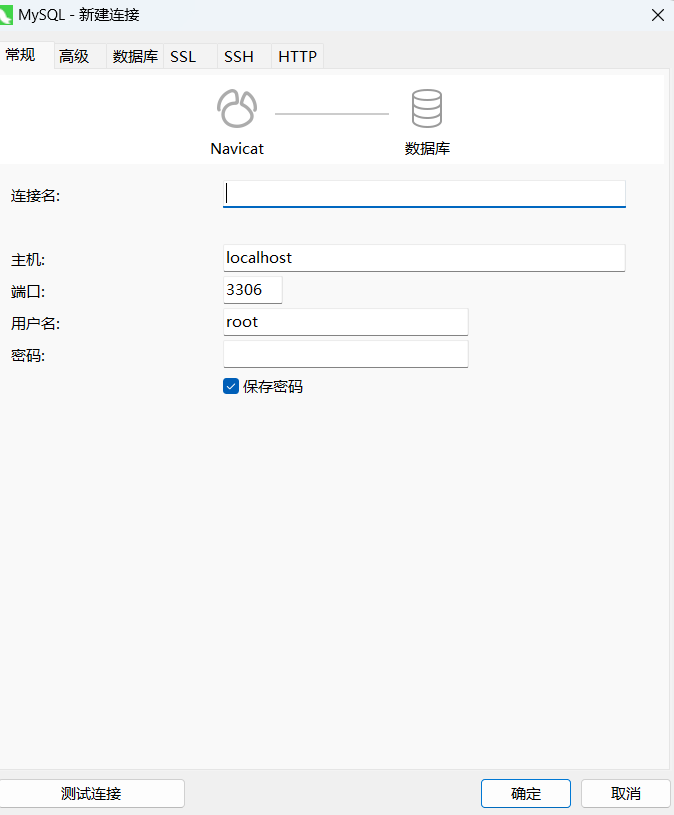 MySQL - 新建连接
常规 高级 数据库 SSL SSH HTTP
Navicat 数据库
连接名:
主机: localhost
端口: 3306
用户名: root
密码:
保存密码
测试连接 确定 取消